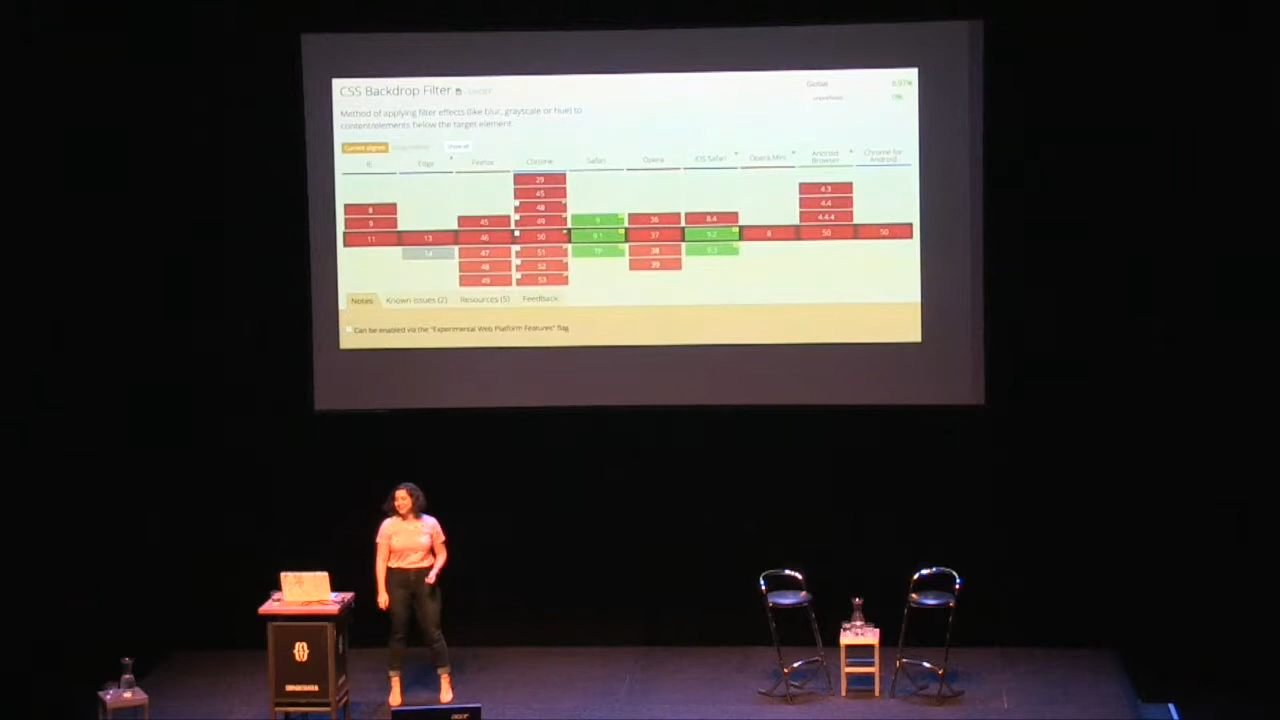 CSS Backdrop Filter
Global
Method of applying filter effects (like blur, grayscale or hue) to
content/elements below the target element.
Current aligned
Show all
Edge Firefox Chrome Safari Opera iOS Safari Opera Mini Android Browser Chrome for Android
29
45 4.3
8 48 4.4
9 45 49 9 36 8.4 4.4.4
11 13 46 50 9.1 37 9.2 8 50 50
14 47 51 38 9.3
48 52 39
49 53
Notes Known issues (2) Resources (5) Feedback
Can be enabled via the "Experimental Web Platform Features" flag
acer